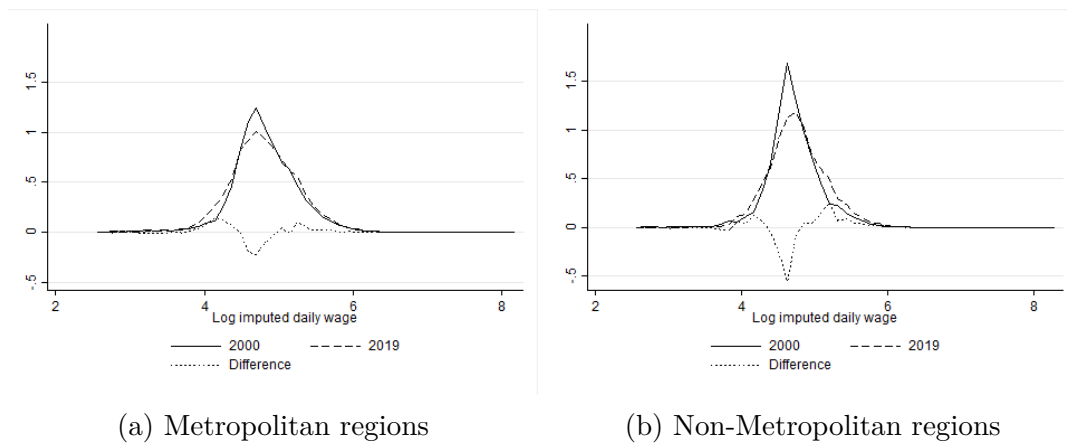 1.5
1
.5
0
-.5
2 4 6 8
Log imputed daily wage
2000 2019
Difference
(a) Metropolitan regions
1.5
1
.5
0
-.5
2 4 6 8
Log imputed daily wage
2000 2019
Difference
(b) Non-Metropolitan regions